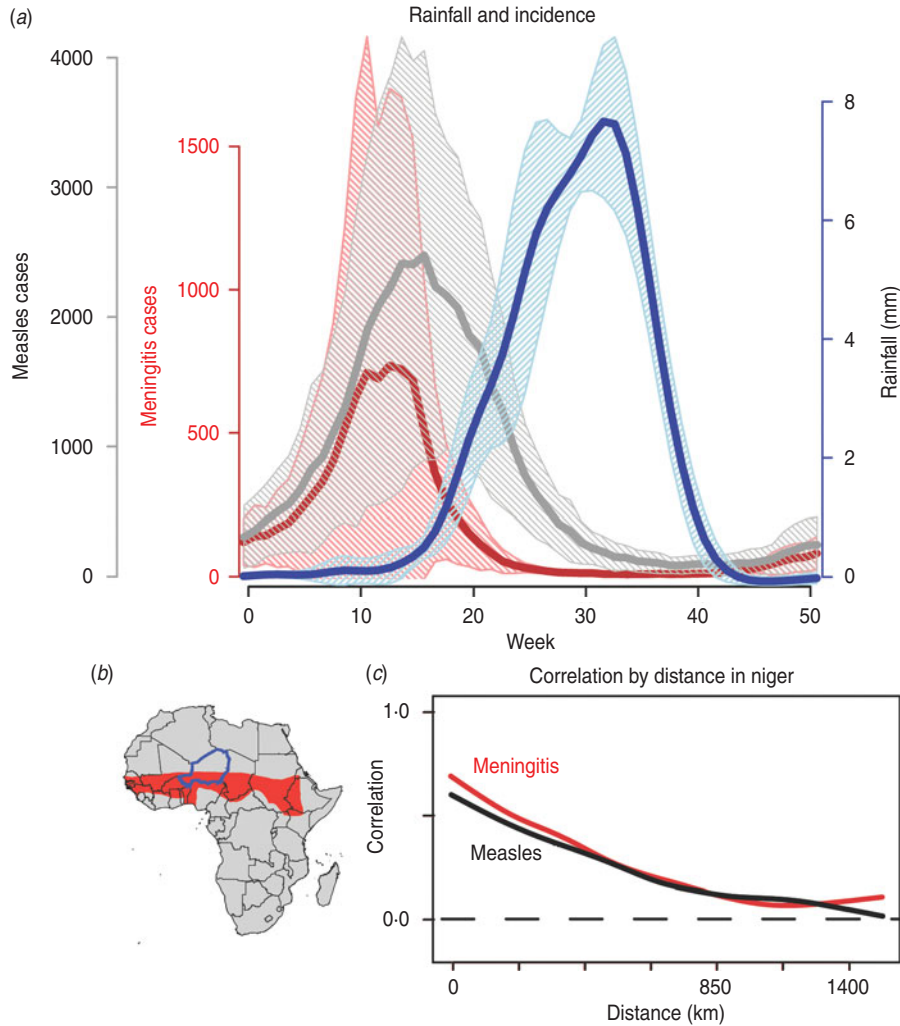 (a)
Rainfall and incidence
4000
3000
2000
1000
0
Measles cases
1500
1000
500
0
Meningitis cases
8
6
4
2
0
Rainfall (mm)
0 10 20 30 40 50
Week
(b)
(c)
Correlation by distance in niger
1·0
0·0
Correlation
Meningitis
Measles
0 850 1400
Distance (km)